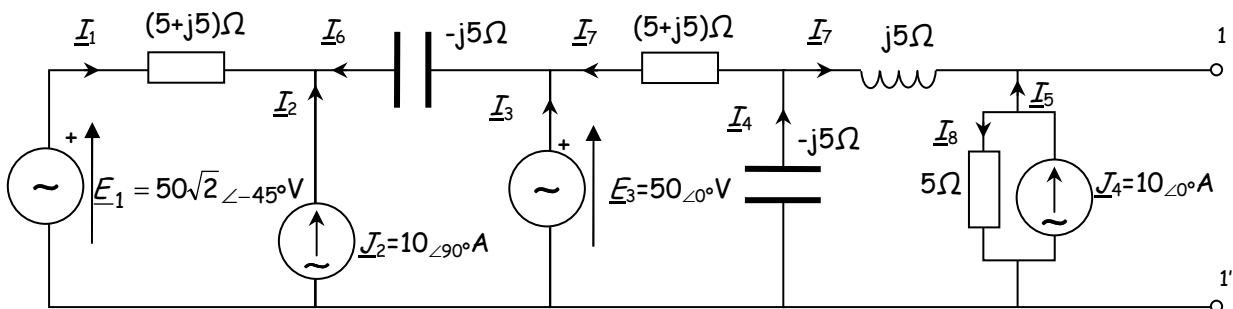 I1 (5+j5)Ω I6 -j5Ω I7 (5+j5)Ω I7 j5Ω 1
I2 I3 I4 -j5Ω I5
+ + I8
~ E1 = 50√2∠-45°V ~ E3=50∠0°V 5Ω J4=10∠0°A
~
J2=10∠90°A
~
1'